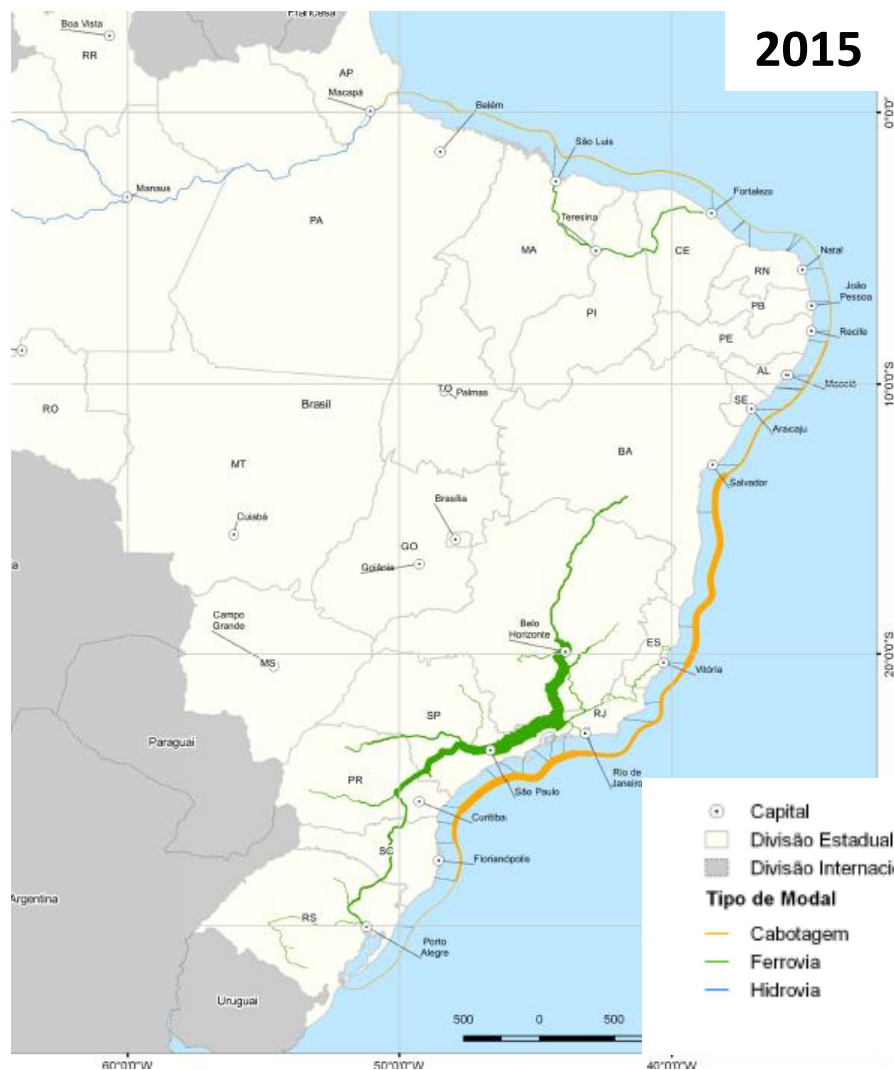 2015
Francesa
Boa Vista
RR
AP
Macapá
Belém
0°0'0"
São Luis
Manaus
Fortaleza
Teresina
PA
MA
CE
Natal
RN
João
Pessoa
PB
PI
Recife
PE
AL
Maceió
10°0'0"S
TO
Palmas
Brasil
SE
RO
Aracaju
BA
MT
Salvador
Brasília
Cuiabá
GO
Goiânia
Campo
Grande
Belo
Horizonte
ES
MS
Vitória
20°0'0"S
SP
RJ
Paraguai
PR
Rio de
Janeiro
São Paulo
Curitiba
SC
Florianópolis
Argentina
RS
Porto
Alegre
Uruguai
Capital
Divisão Estadual
Divisão Internaci
Tipo de Modal
Cabotagem
Ferrovia
Hidrovia
500
0
500
60°0'0"W
50°0'0"W
40°0'0"W